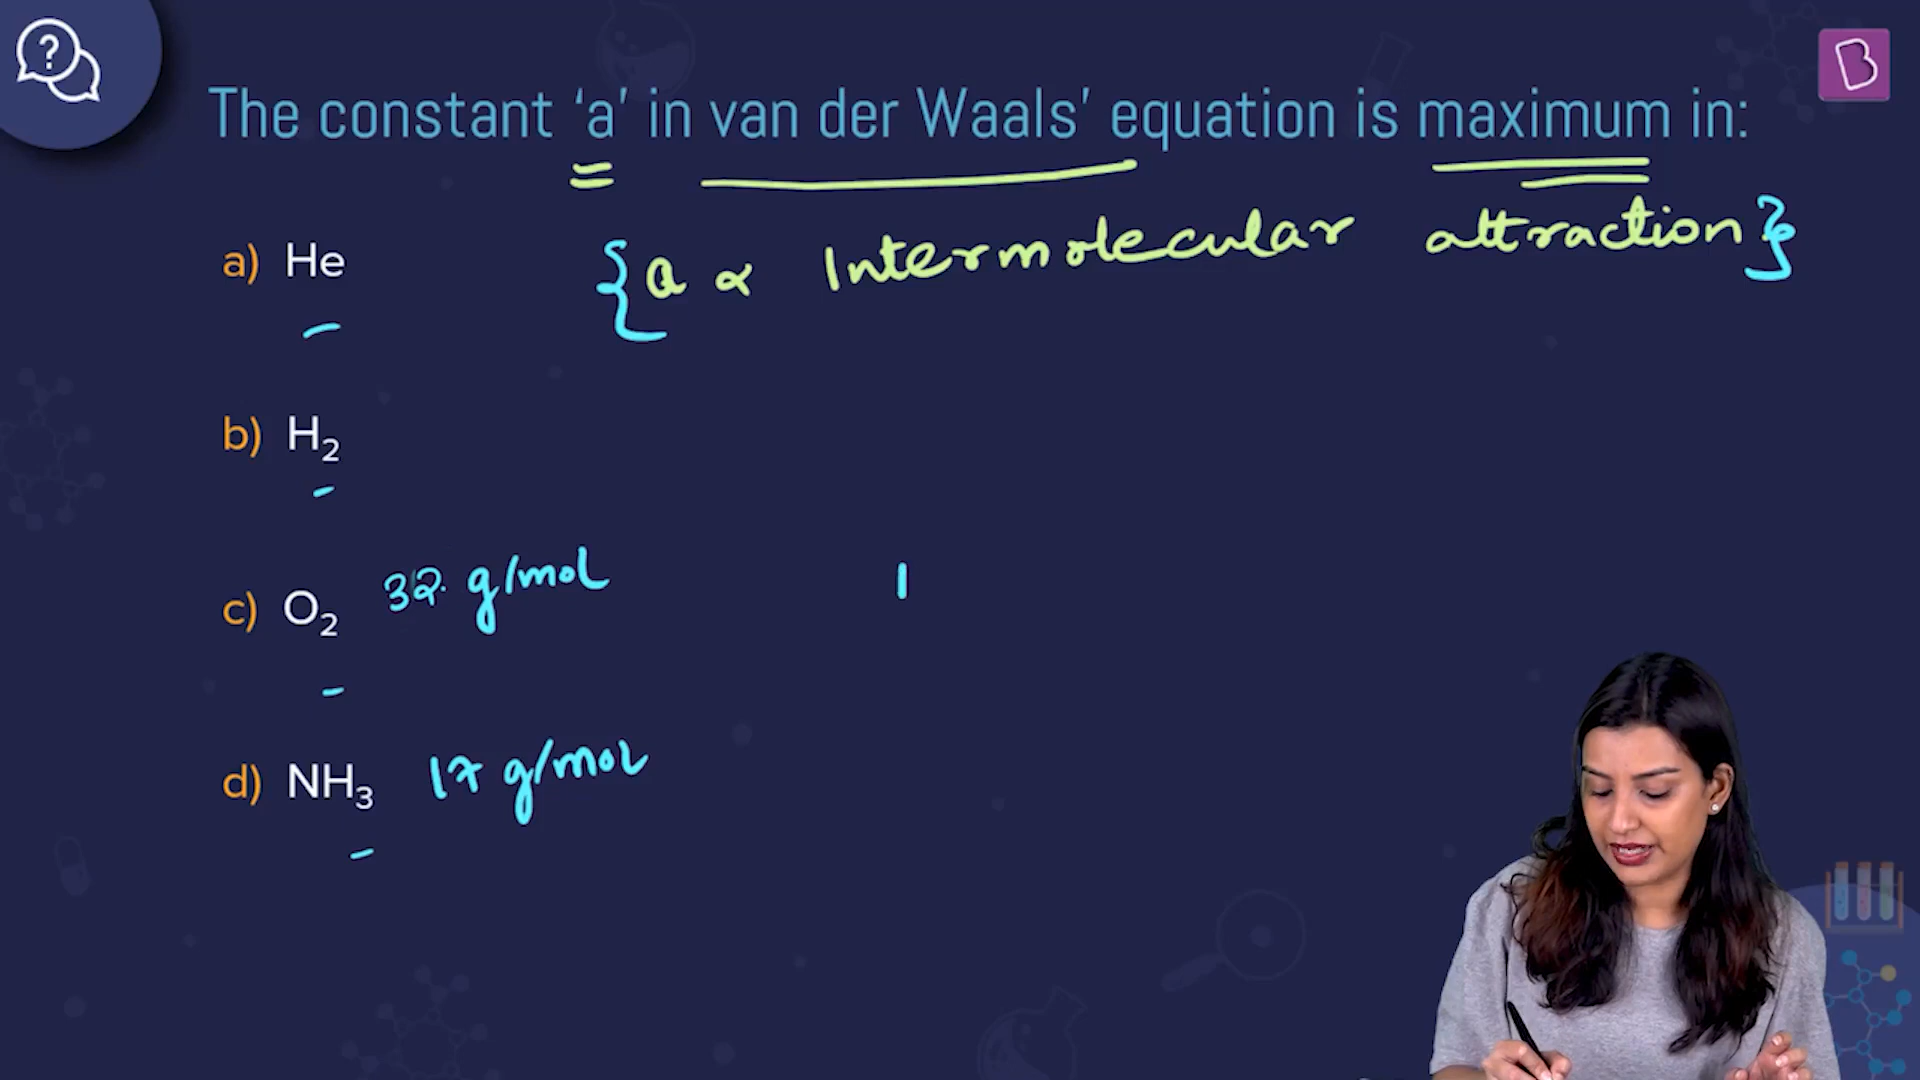 The constant ‘a’ in van der Waals’ equation is maximum in:
{a ∝ Intermolecular attraction}
a) He
b) H₂
c) O₂ 32 g/mol
d) NH₃ 17 g/mol